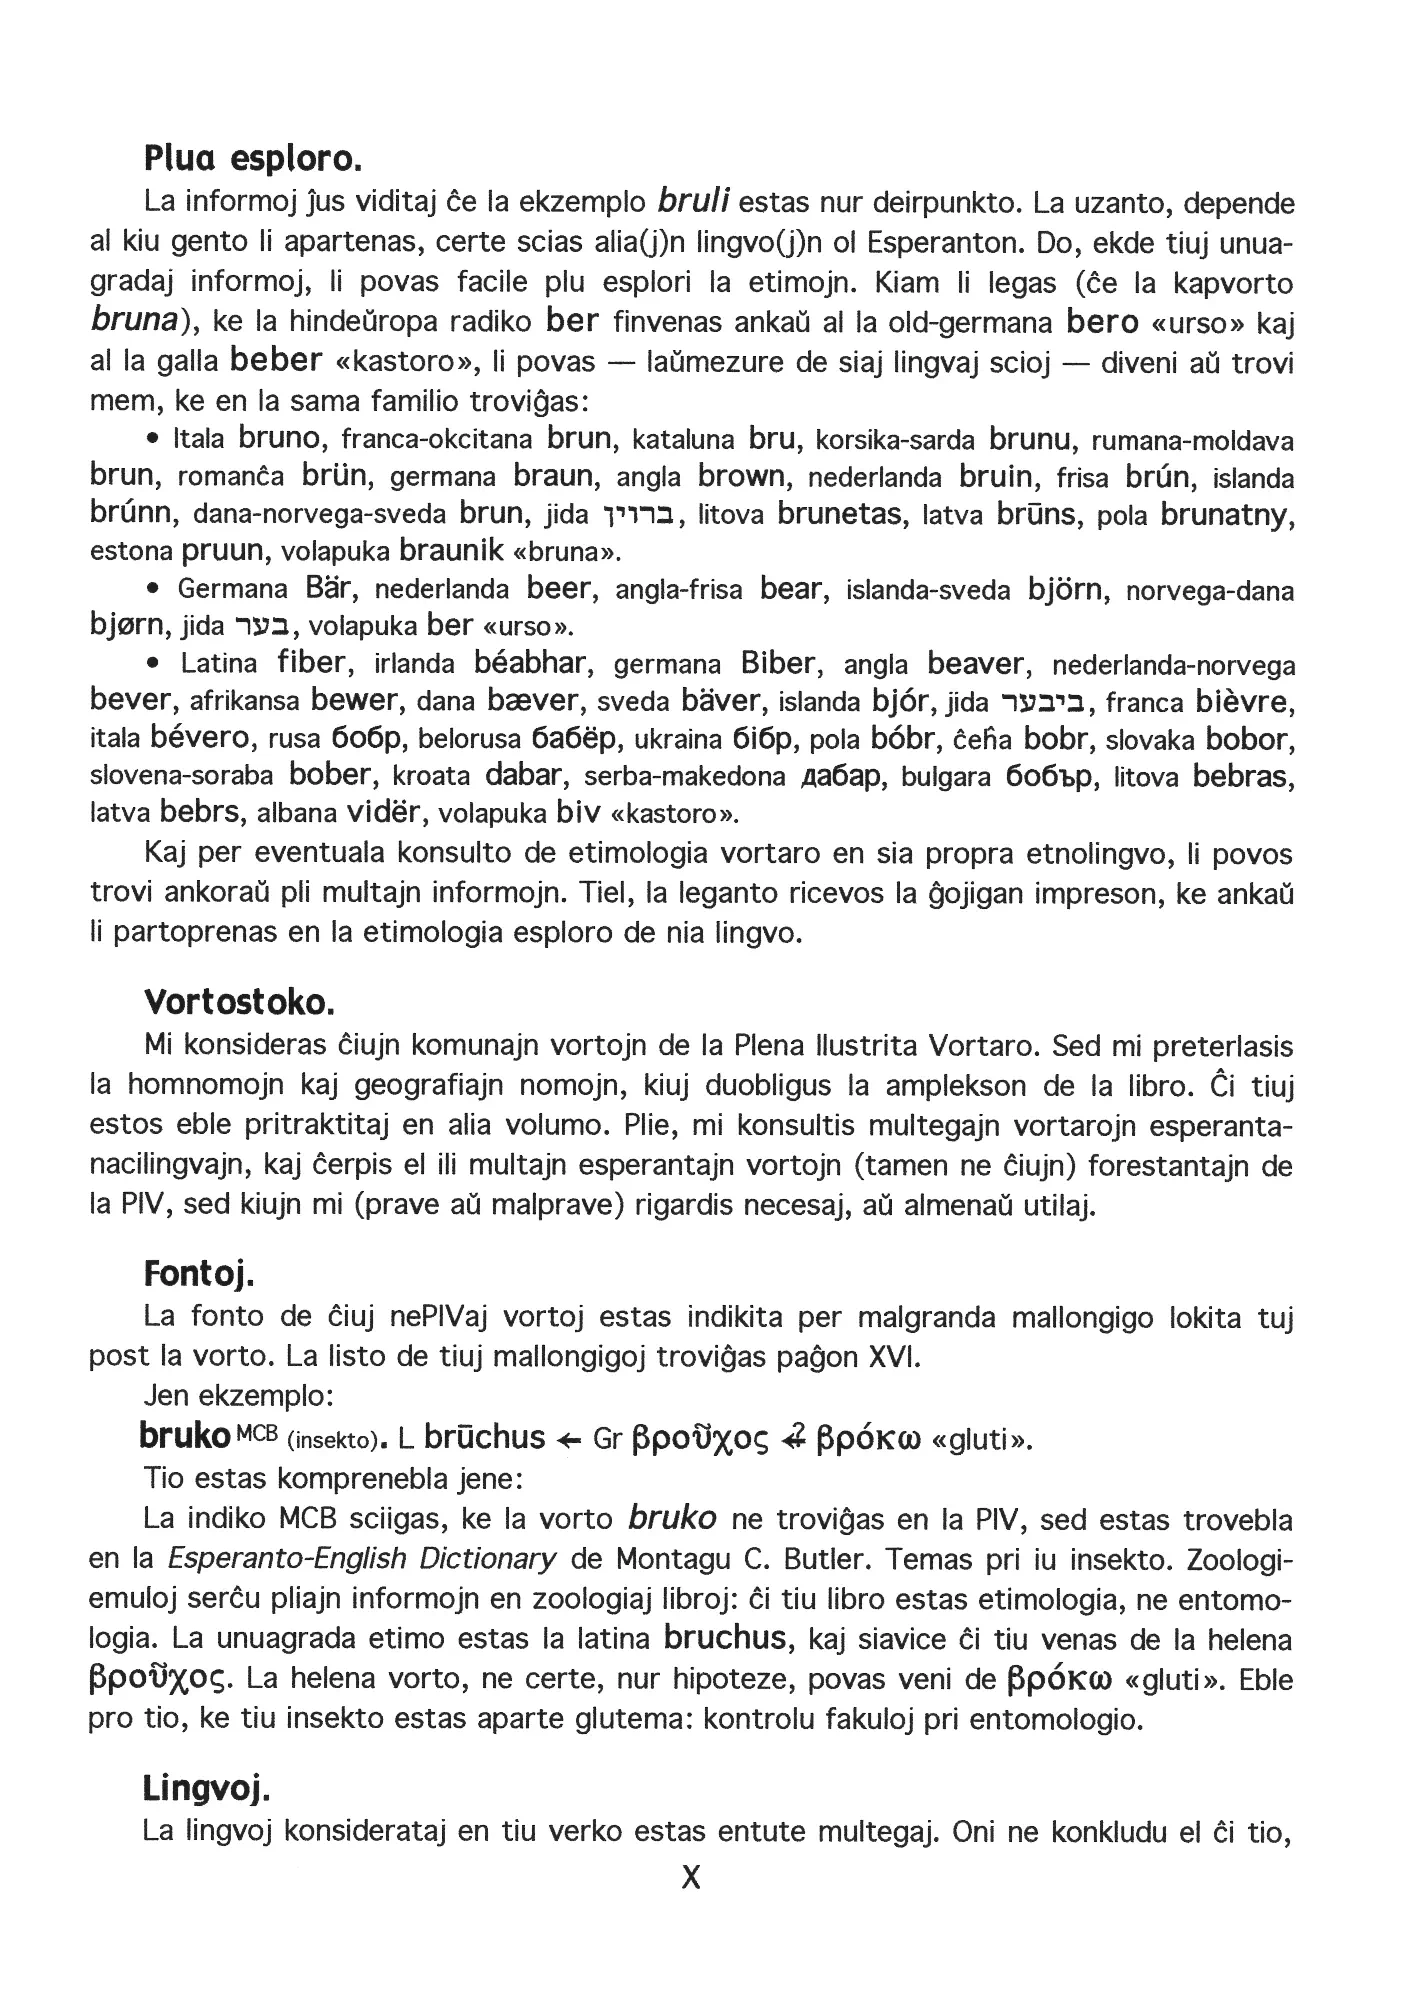 Plua esploro.
La informoj ĵus viditaj ĉe la ekzemplo bruli estas nur deirpunkto. La uzanto, depende
al kiu gento li apartenas, certe scias alia(j)n lingvo(j)n ol Esperanton. Do, ekde tiuj unua-
gradaj informoj, li povas facile plu esplori la etimojn. Kiam li legas (ĉe la kapvorto
bruna), ke la hindeŭropa radiko ber finvenas ankaŭ al la old-germana bero «urso» kaj
al la galla beber «kastoro», li povas — laŭmezure de siaj lingvaj scioj — diveni aŭ trovi
mem, ke en la sama familio troviĝas:
• Itala bruno, franca-okcitana brun, kataluna bru, korsika-sarda brunu, rumana-moldava
brun, romanĉa brün, germana braun, angla brown, nederlanda bruin, frisa brún, islanda
brúnn, dana-norvega-sveda brun, jida ברויך, litova brunetas, latva brūns, pola brunatny,
estona pruun, volapuka braunik «bruna».
• Germana Bär, nederlanda beer, angla-frisa bear, islanda-sveda björn, norvega-dana
bjørn, jida בער, volapuka ber «urso».
• Latina fiber, irlanda béabhar, germana Biber, angla beaver, nederlanda-norvega
bever, afrikansa bewer, dana bæver, sveda bäver, islanda bjór, jida ביבער, franca bièvre,
itala bévero, rusa бобр, belorusa бабёр, ukraina бібр, pola bóbr, ĉeĥa bobr, slovaka bobor,
slovena-soraba bober, kroata dabar, serba-makedona дабар, bulgara бобър, litova bebras,
latva bebrs, albana vidër, volapuka biv «kastoro».
Kaj per eventuala konsulto de etimologia vortaro en sia propra etnolingvo, li povos
trovi ankoraŭ pli multajn informojn. Tiel, la leganto ricevos la ĝojigan impreson, ke ankaŭ
li partoprenas en la etimologia esploro de nia lingvo.
Vortostoko.
Mi konsideras ĉiujn komunajn vortojn de la Plena Ilustrita Vortaro. Sed mi preterlasis
la homnomojn kaj geografiajn nomojn, kiuj duobligus la amplekson de la libro. Ĉi tiuj
estos eble pritraktitaj en alia volumo. Plie, mi konsultis multegajn vortarojn esperanta-
nacilingvajn, kaj ĉerpis el ili multajn esperantajn vortojn (tamen ne ĉiujn) forestantajn de
la PIV, sed kiujn mi (prave aŭ malprave) rigardis necesaj, aŭ almenaŭ utilaj.
Fontoj.
La fonto de ĉiuj nePIVaj vortoj estas indikita per malgranda mallongigo lokita tuj
post la vorto. La listo de tiuj mallongigoj troviĝas paĝon XVI.
Jen ekzemplo:
bruko MCB (insekto). L brūchus ← Gr βροῦχος ⭠? βρόκω «gluti».
Tio estas komprenebla jene:
La indiko MCB sciigas, ke la vorto bruko ne troviĝas en la PIV, sed estas trovebla
en la Esperanto-English Dictionary de Montagu C. Butler. Temas pri iu insekto. Zoologi-
emuloj serĉu pliajn informojn en zoologiaj libroj: ĉi tiu libro estas etimologia, ne entomo-
logia. La unuagrada etimo estas la latina bruchus, kaj siavice ĉi tiu venas de la helena
βροῦχος. La helena vorto, ne certe, nur hipoteze, povas veni de βρόκω «gluti». Eble
pro tio, ke tiu insekto estas aparte glutema: kontrolu fakuloj pri entomologio.
Lingvoj.
La lingvoj konsiderataj en tiu verko estas entute multegaj. Oni ne konkludu el ĉi tio,
X